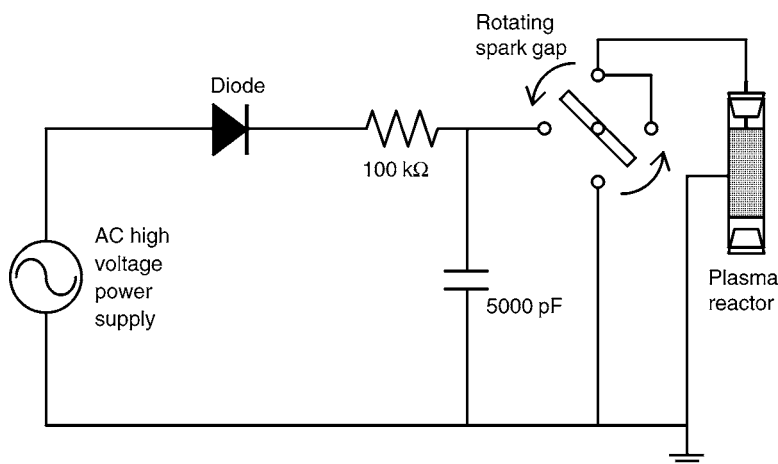 Rotating
spark gap
Diode
100 kΩ
AC high
voltage
power
supply
5000 pF
Plasma
reactor